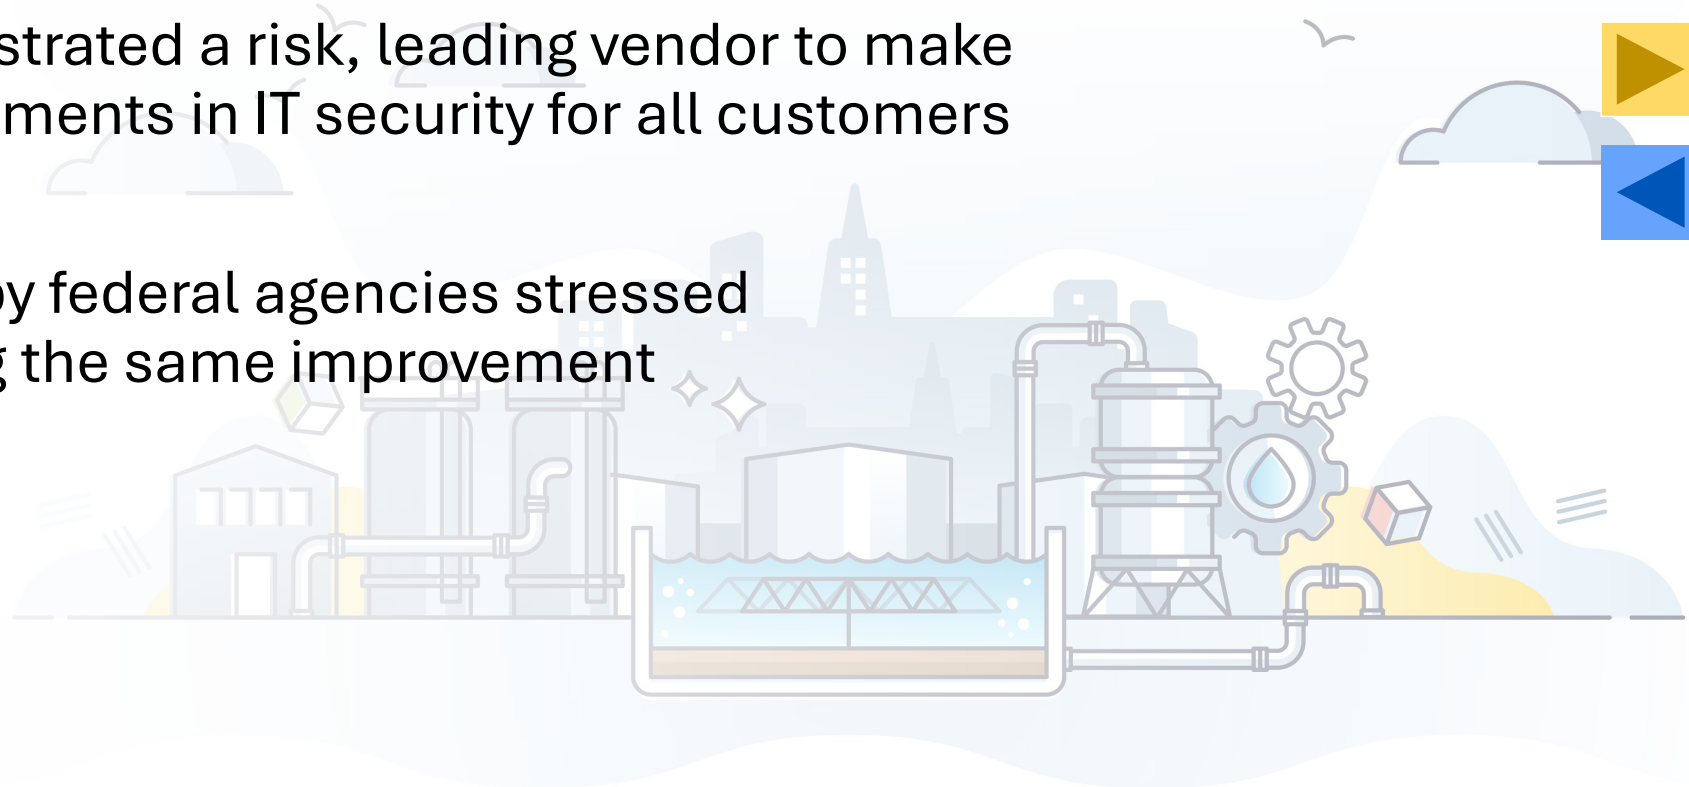 strated a risk, leading vendor to make
ments in IT security for all customers
by federal agencies stressed
g the same improvement